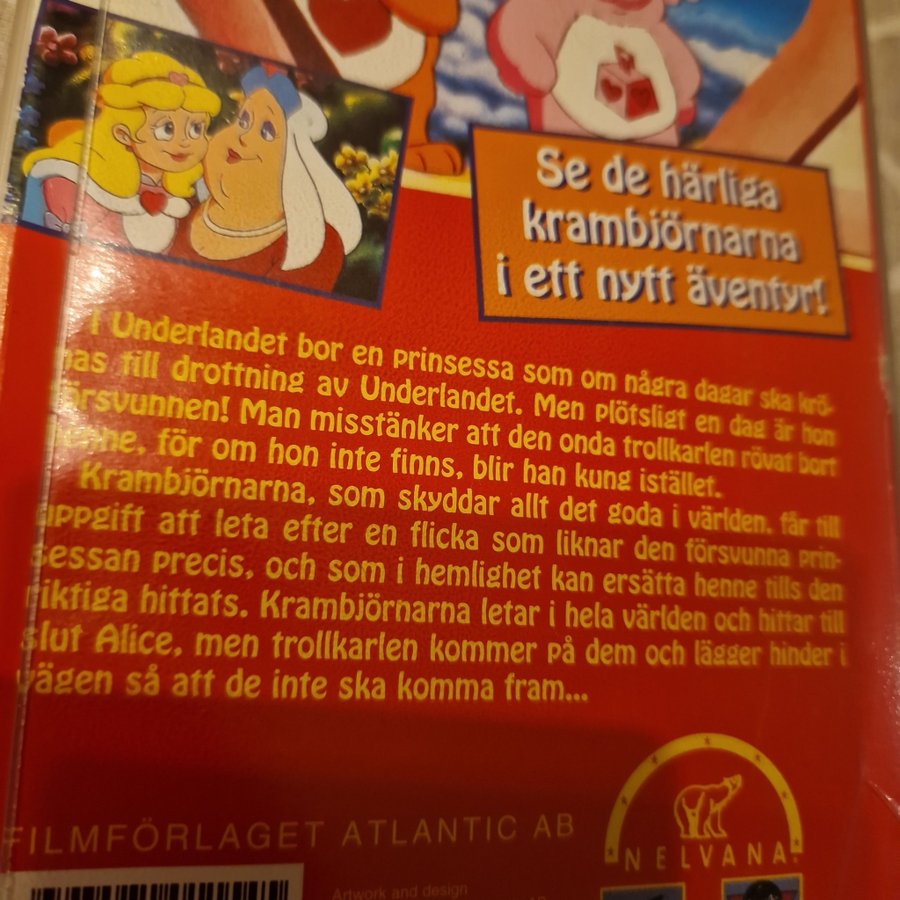 Se de härliga
krambjörnarna
i ett nytt äventyr!
I Underlandet bor en prinsessa som om några dagar ska krö-
nas till drottning av Underlandet. Men plötsligt en dag är hon
försvunnen! Man misstänker att den onda trollkarlen rövat bort
henne, för om hon inte finns, blir han kung istället.
Krambjörnarna, som skyddar allt det goda i världen, får till
uppgift att leta efter en flicka som liknar den försvunna prin-
sessan precis, och som i hemlighet kan ersätta henne tills den
riktiga hittats. Krambjörnarna letar i hela världen och hittar till
slut Alice, men trollkarlen kommer på dem och lägger hinder i
vägen så att de inte ska komma fram...
FILMFÖRLAGET ATLANTIC AB
NELVANA
Artwork and design